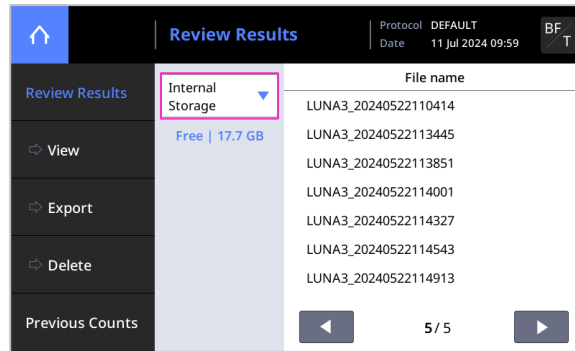 Review Results
Protocol DEFAULT
Date 11 Jul 2024 09:59
BF/T
Review Results
View
Export
Delete
Previous Counts
Internal
Storage
Free | 17.7 GB
File name
LUNA3_20240522110414
LUNA3_20240522113445
LUNA3_20240522113851
LUNA3_20240522114001
LUNA3_20240522114327
LUNA3_20240522114543
LUNA3_20240522114913
5 / 5